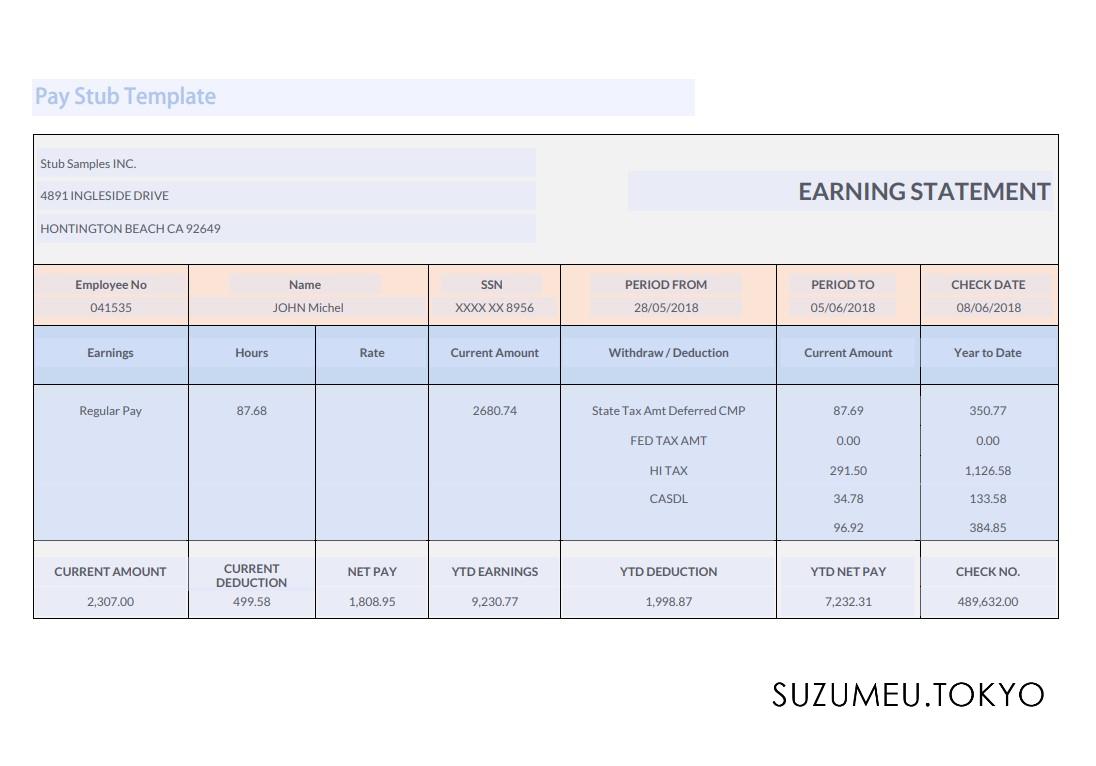 Pay Stub Template
Stub Samples INC.
4891 INGLESIDE DRIVE
HONTINGTON BEACH CA 92649
EARNING STATEMENT
Employee No Name SSN PERIOD FROM PERIOD TO CHECK DATE
041535 JOHN Michel XXXX XX 8956 28/05/2018 05/06/2018 08/06/2018
Earnings Hours Rate Current Amount Withdraw / Deduction Current Amount Year to Date
Regular Pay 87.68 2680.74 State Tax Amt Deferred CMP 87.69 350.77
FED TAX AMT 0.00 0.00
HI TAX 291.50 1,126.58
CASDL 34.78 133.58
96.92 384.85
CURRENT AMOUNT CURRENT DEDUCTION NET PAY YTD EARNINGS YTD DEDUCTION YTD NET PAY CHECK NO.
2,307.00 499.58 1,808.95 9,230.77 1,998.87 7,232.31 489,632.00
SUZUMEU.TOKYO